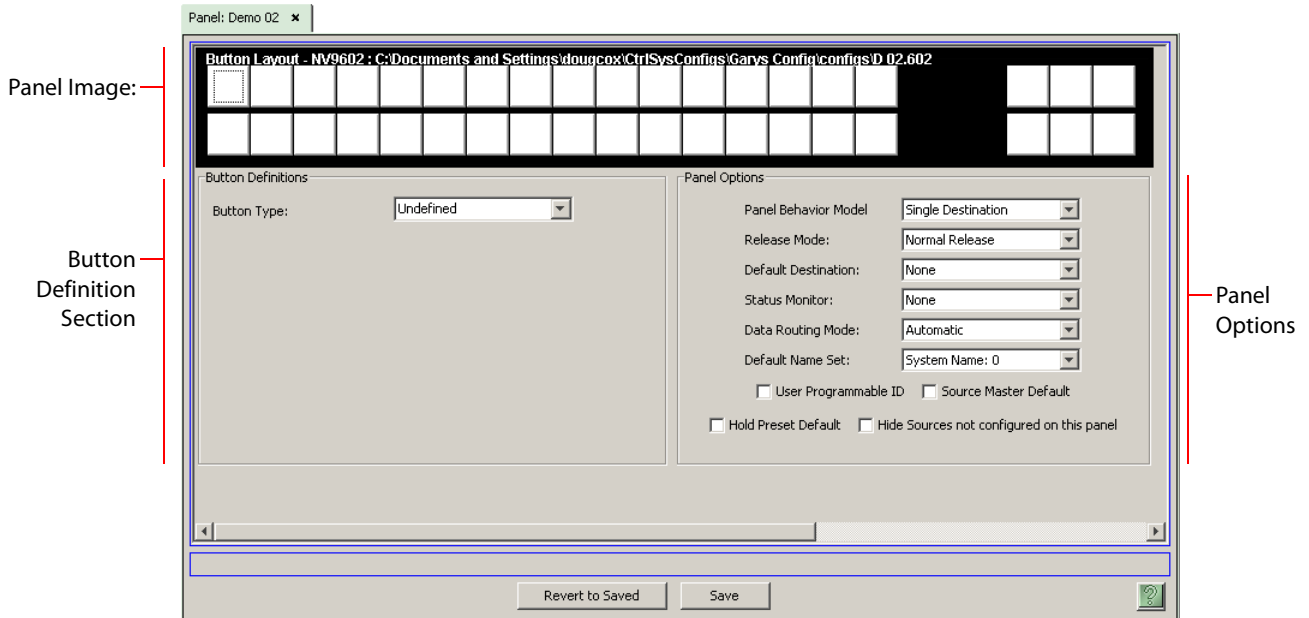 Panel: Demo 02 ×
Button Layout - NV9602 : C:\Documents and Settings\dougcox\CtrlSysConfigs\Garys Config\configs\D 02.602
Panel Image:
Button Definitions
Button Type: Undefined
Button
Definition
Section
Panel Options
Panel Behavior Model Single Destination
Release Mode: Normal Release
Default Destination: None
Status Monitor: None
Data Routing Mode: Automatic
Default Name Set: System Name: 0
User Programmable ID Source Master Default
Hold Preset Default Hide Sources not configured on this panel
Panel
Options
Revert to Saved Save ?